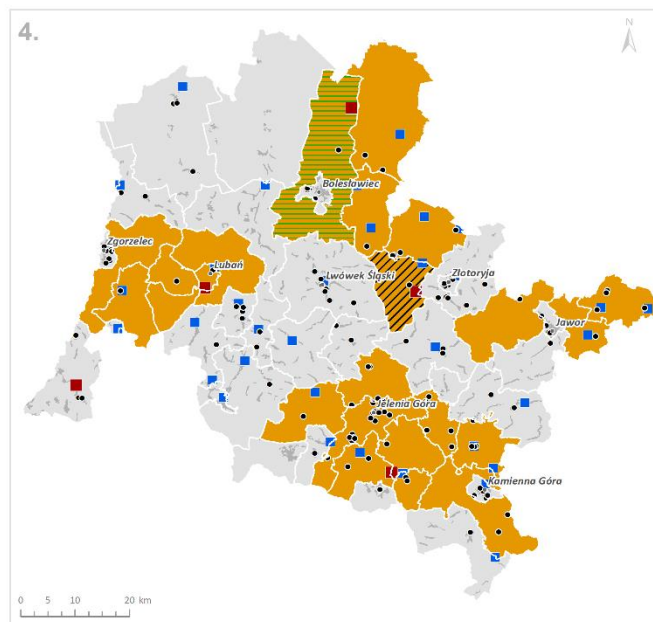 4.
N
Bolesławiec
Zgorzelec
Lubań
Lwówek Śląski
Złotoryja
Jawor
Jelenia Góra
Kamienna Góra
0 5 10 20 km